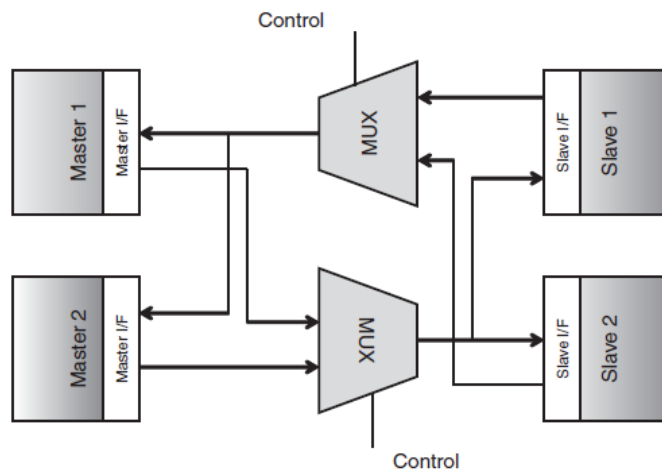 Control
Master 1
Master I/F
MUX
Slave I/F
Slave 1
Master 2
Master I/F
MUX
Slave I/F
Slave 2
Control